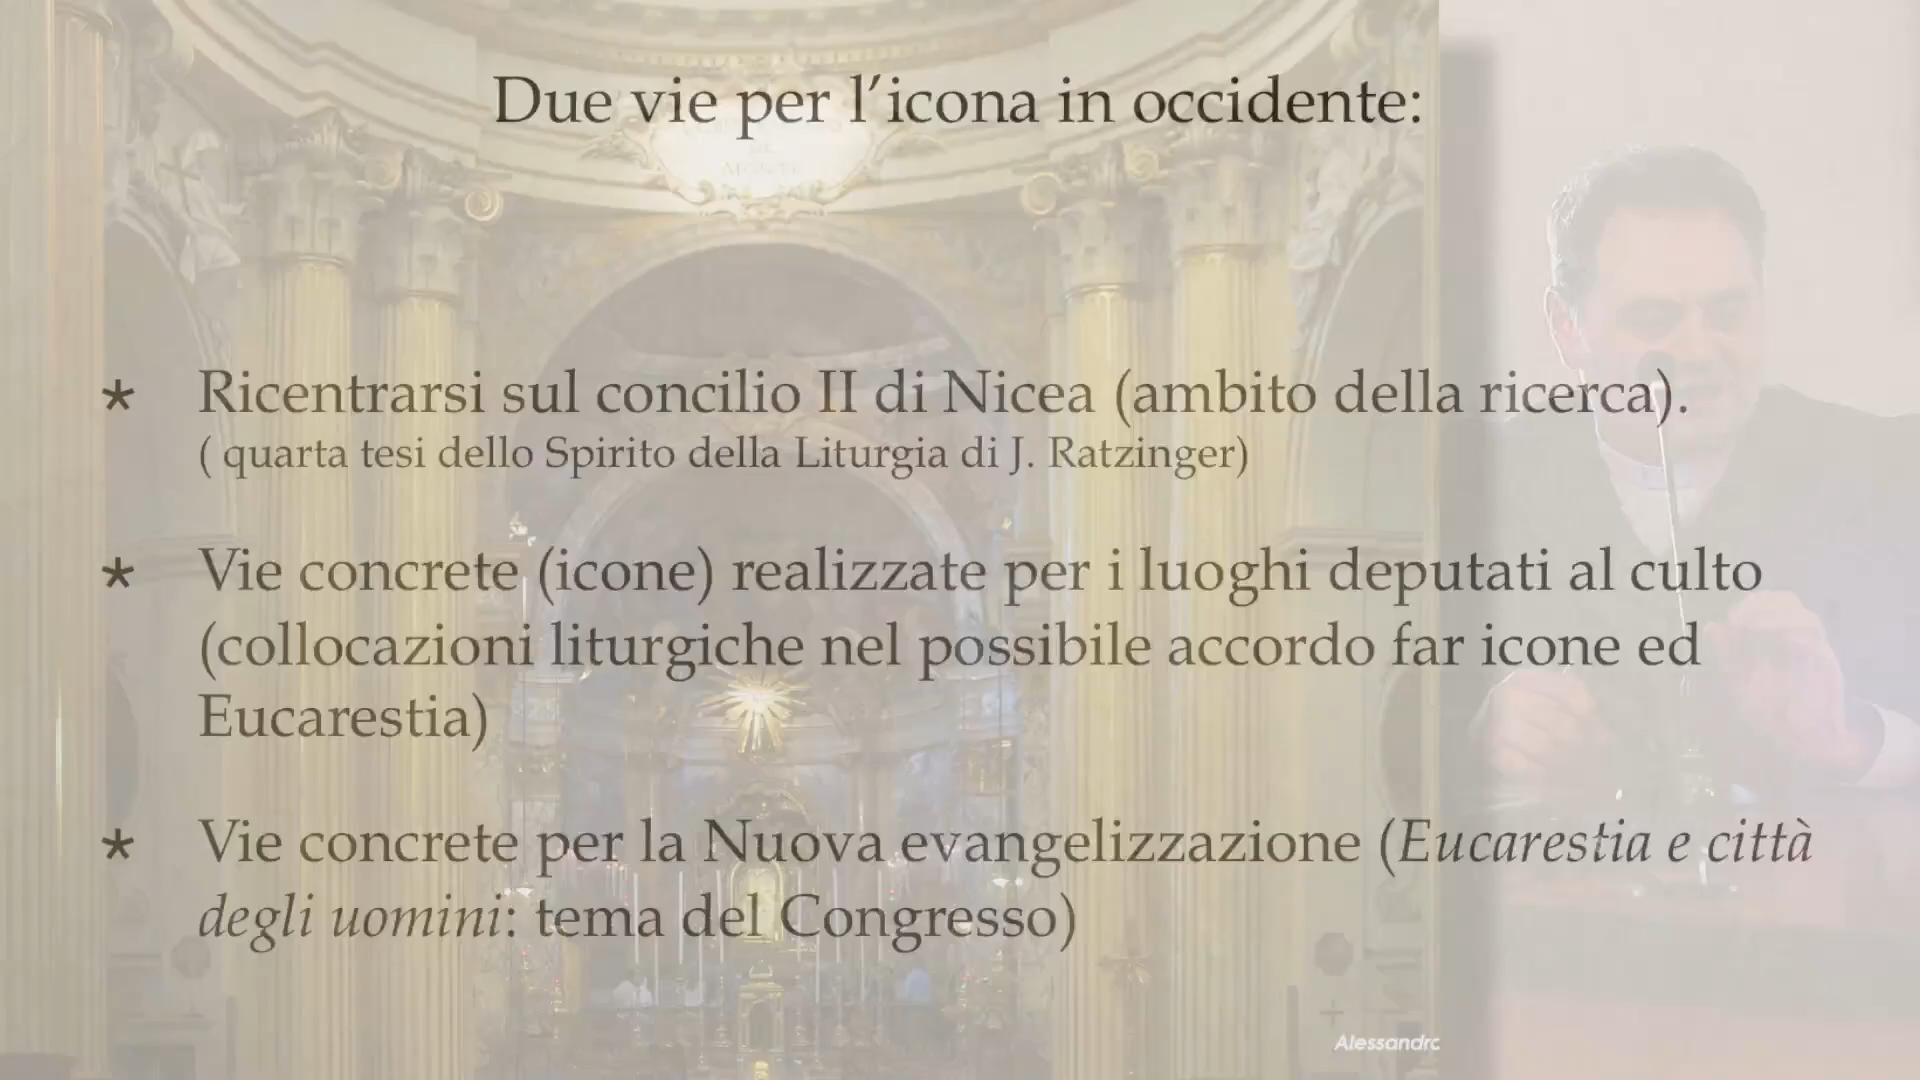 Due vie per l'icona in occidente:
* Ricentrarsi sul concilio II di Nicea (ambito della ricerca).
( quarta tesi dello Spirito della Liturgia di J. Ratzinger)
* Vie concrete (icone) realizzate per i luoghi deputati al culto
(collocazioni liturgiche nel possibile accordo far icone ed
Eucarestia)
* Vie concrete per la Nuova evangelizzazione (Eucarestia e città
degli uomini: tema del Congresso)
Alessandrc